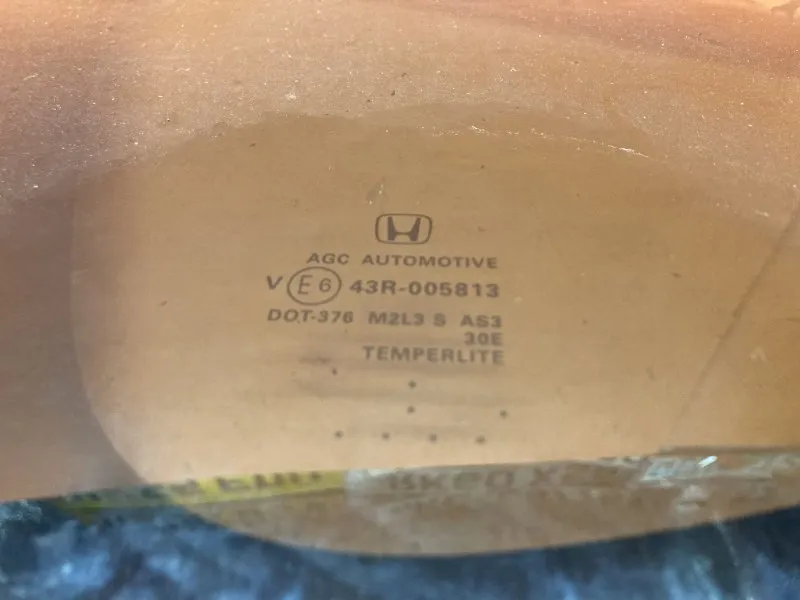 AGC AUTOMOTIVE
V E6 43R-005813
DOT-376 M2L3 S AS3
30E
TEMPERLITE